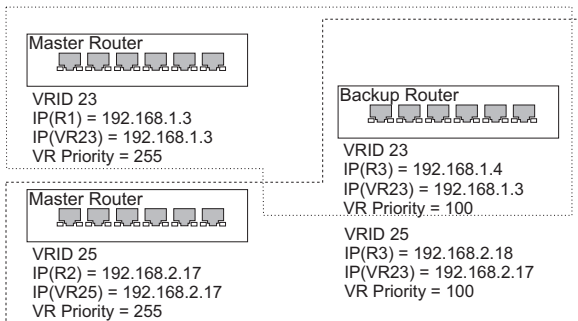 Master Router
VRID 23
IP(R1) = 192.168.1.3
IP(VR23) = 192.168.1.3
VR Priority = 255
Backup Router
VRID 23
IP(R3) = 192.168.1.4
IP(VR23) = 192.168.1.3
VR Priority = 100
Master Router
VRID 25
IP(R2) = 192.168.2.17
IP(VR25) = 192.168.2.17
VR Priority = 255
VRID 25
IP(R3) = 192.168.2.18
IP(VR23) = 192.168.2.17
VR Priority = 100